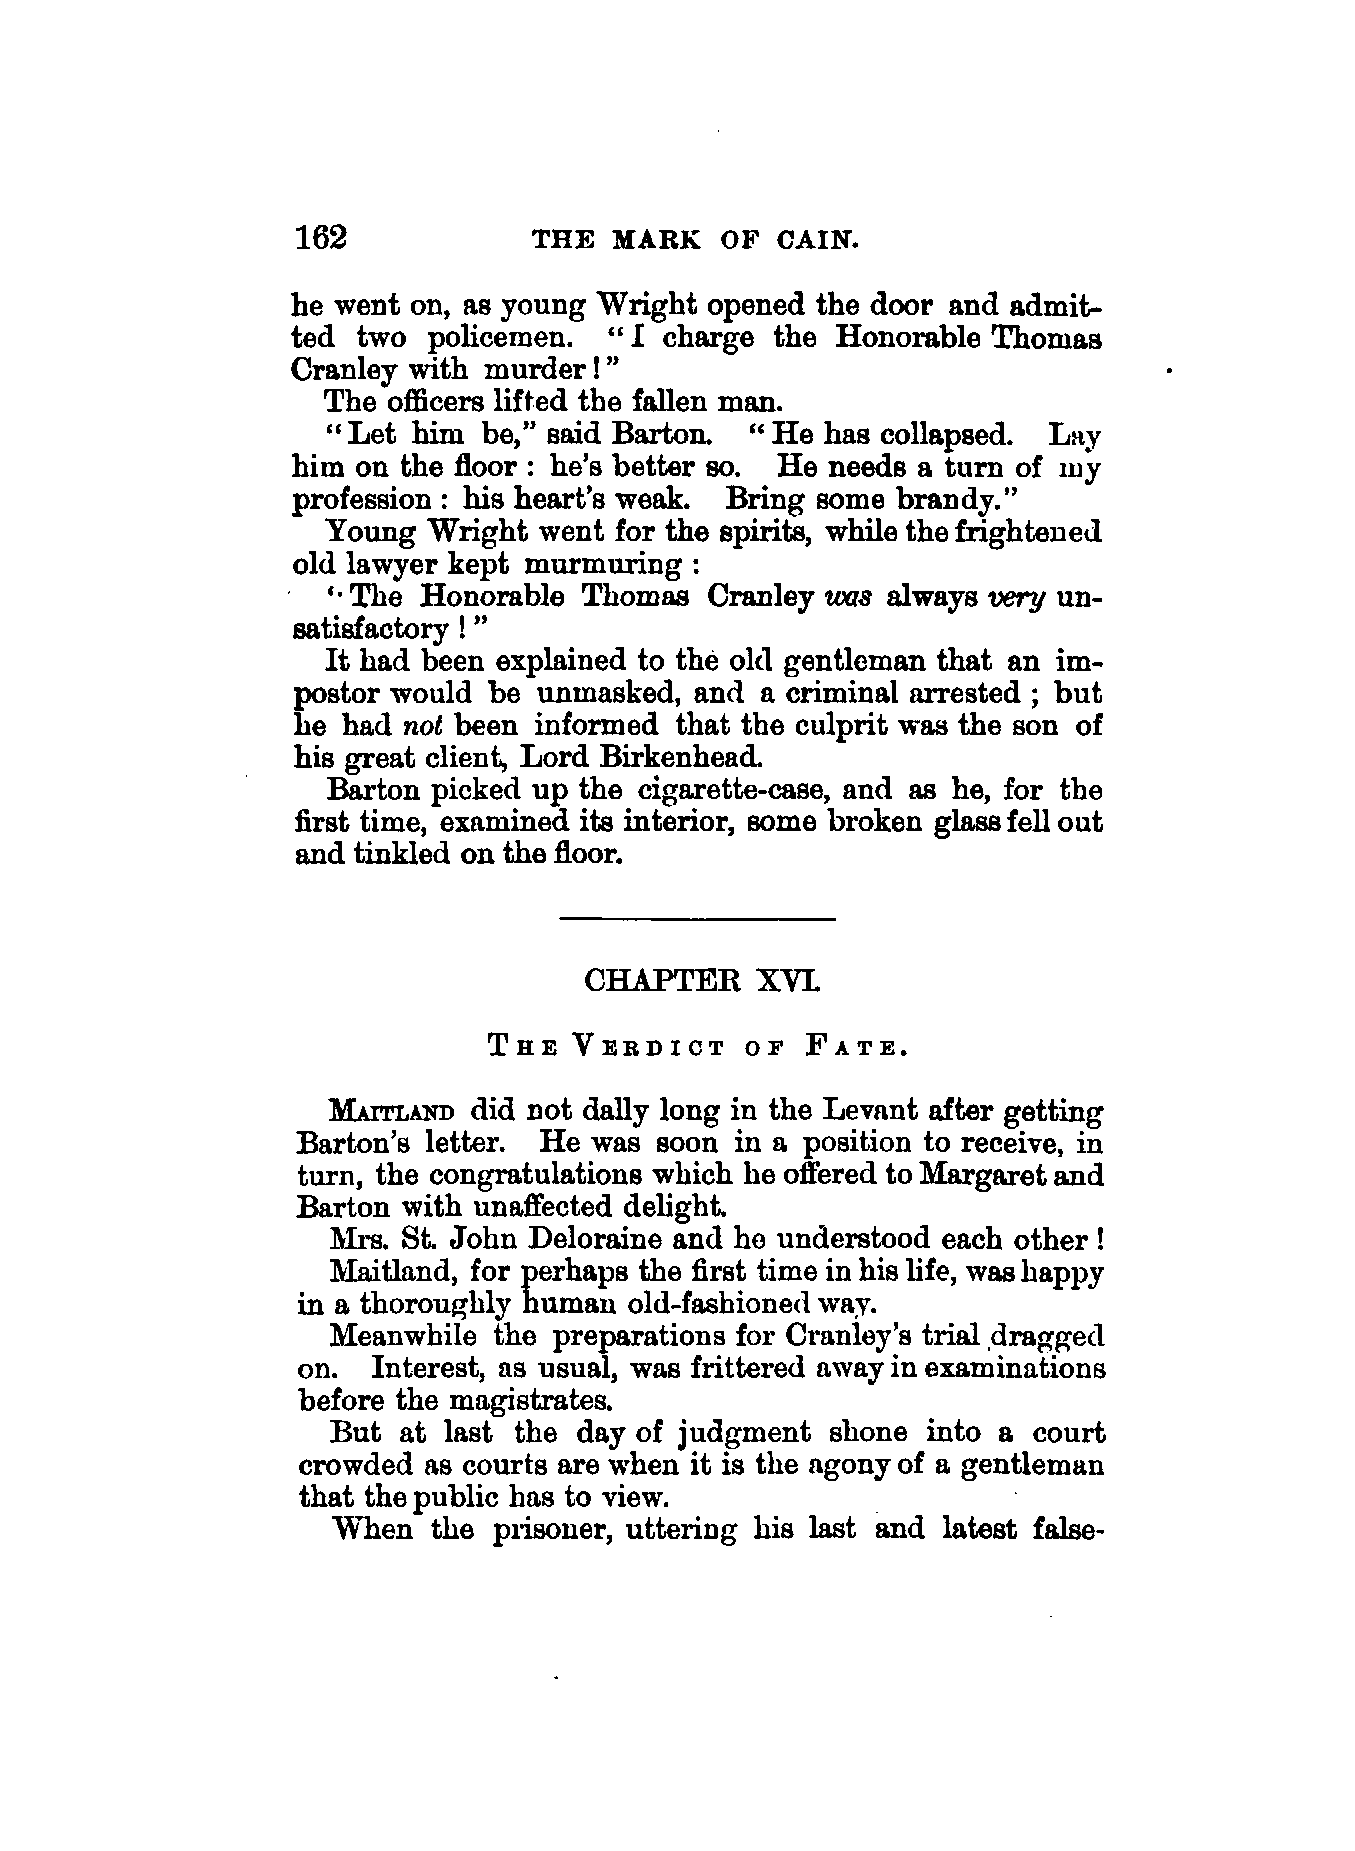 162 THE MARK OF CAIN.
he went on, as young Wright opened the door and admit-
ted two policemen. “I charge the Honorable Thomas
Cranley with murder!”
The officers lifted the fallen man.
“Let him be,” said Barton. “He has collapsed. Lay
him on the floor : he’s better so. He needs a turn of my
profession : his heart’s weak. Bring some brandy.”
Young Wright went for the spirits, while the frightened
old lawyer kept murmuring :
“The Honorable Thomas Cranley was always very un-
satisfactory !”
It had been explained to the old gentleman that an im-
postor would be unmasked, and a criminal arrested ; but
he had not been informed that the culprit was the son of
his great client, Lord Birkenhead.
Barton picked up the cigarette-case, and as he, for the
first time, examined its interior, some broken glass fell out
and tinkled on the floor.
CHAPTER XVI.
THE VERDICT OF FATE.
MAITLAND did not dally long in the Levant after getting
Barton’s letter. He was soon in a position to receive, in
turn, the congratulations which he offered to Margaret and
Barton with unaffected delight.
Mrs. St. John Deloraine and he understood each other !
Maitland, for perhaps the first time in his life, was happy
in a thoroughly human old-fashioned way.
Meanwhile the preparations for Cranley’s trial dragged
on. Interest, as usual, was frittered away in examinations
before the magistrates.
But at last the day of judgment shone into a court
crowded as courts are when it is the agony of a gentleman
that the public has to view.
When the prisoner, uttering his last and latest false-